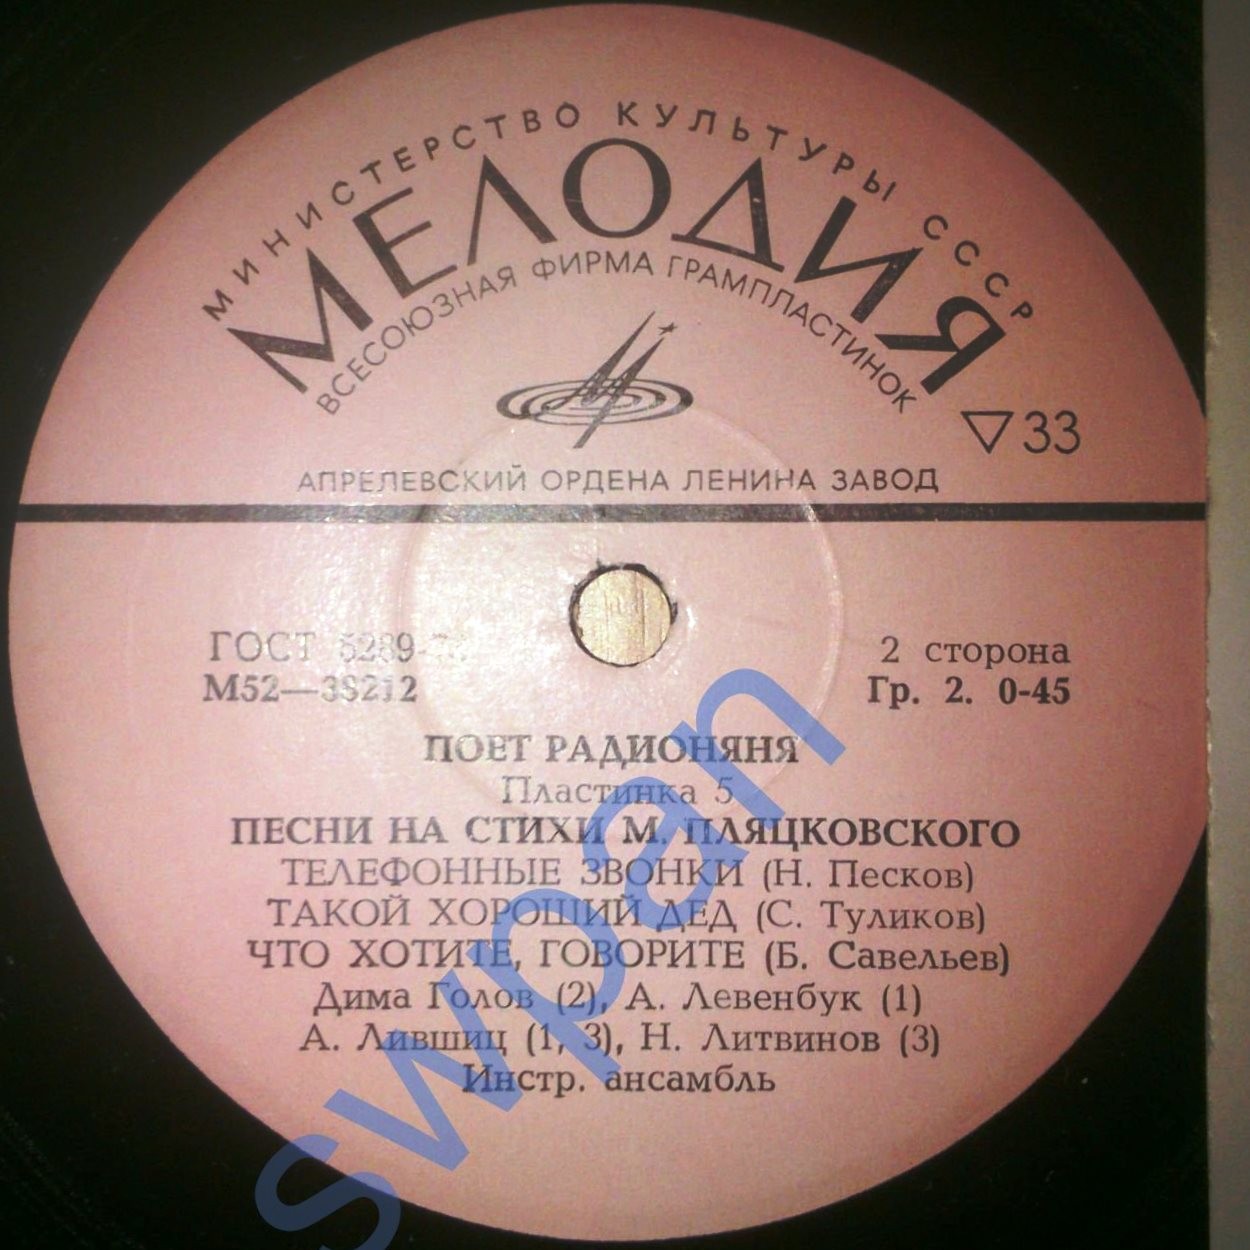 МИНИСТЕРСТВО КУЛЬТУРЫ СССР
МЕЛОДИЯ
ВСЕСОЮЗНАЯ ФИРМА ГРАМПЛАСТИНОК
33
АПРЕЛЕВСКИЙ ОРДЕНА ЛЕНИНА ЗАВОД
ГОСТ
2 сторона
М52—38212
Гр. 2. 0-45
ПОЕТ РАДИОНЯНЯ
Пластинка 5
ПЕСНИ НА СТИХИ М. ПЛЯЦКОВСКОГО
ТЕЛЕФОННЫЕ ЗВОНКИ (Н. Песков)
ТАКОЙ ХОРОШИЙ ДЕД (С. Туликов)
ЧТО ХОТИТЕ, ГОВОРИТЕ (Б. Савельев)
Дима Голов (2), А. Левенбук (1)
А. Лившиц (1, 3), Н. Литвинов (3)
Инстр. ансамбль
swpan